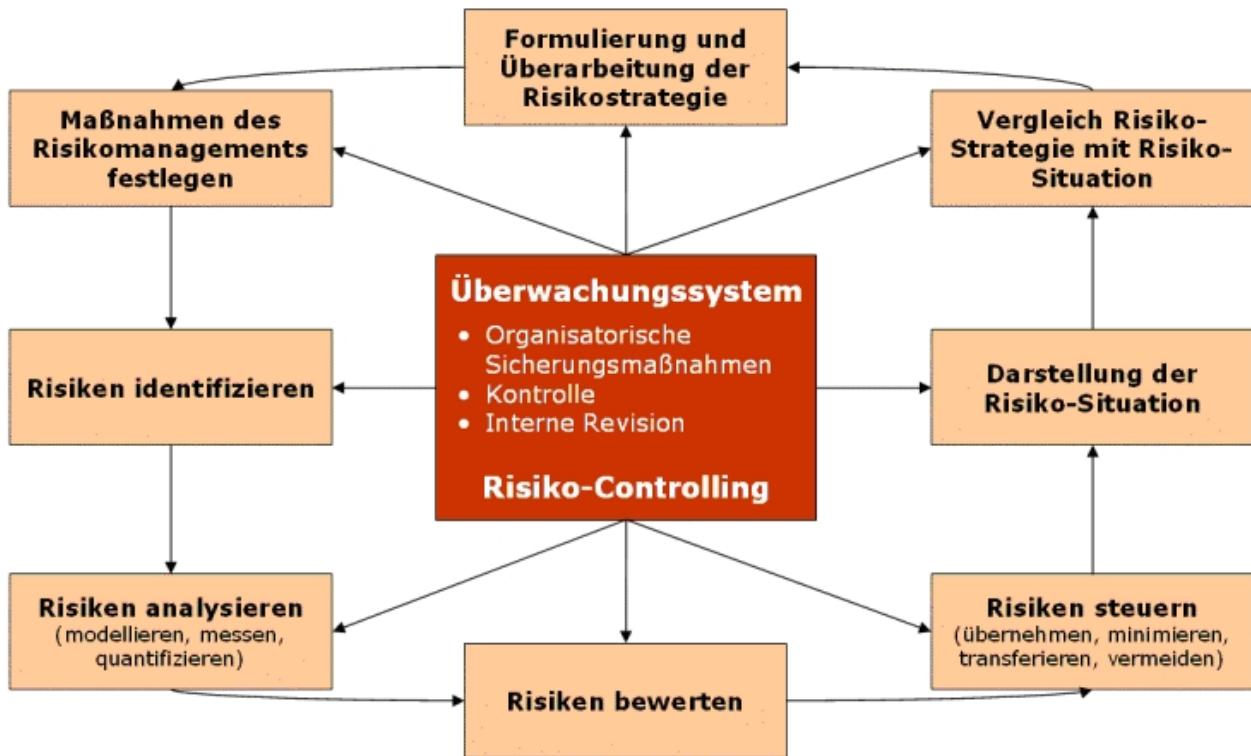 Formulierung und
Überarbeitung der
Risikostrategie
Maßnahmen des
Risikomanagements
festlegen
Vergleich Risiko-
Strategie mit Risiko-
Situation
Überwachungssystem
• Organisatorische
Sicherungsmaßnahmen
• Kontrolle
• Interne Revision
Risiko-Controlling
Risiken identifizieren
Darstellung der
Risiko-Situation
Risiken analysieren
(modellieren, messen,
quantifizieren)
Risiken steuern
(übernehmen, minimieren,
transferieren, vermeiden)
Risiken bewerten